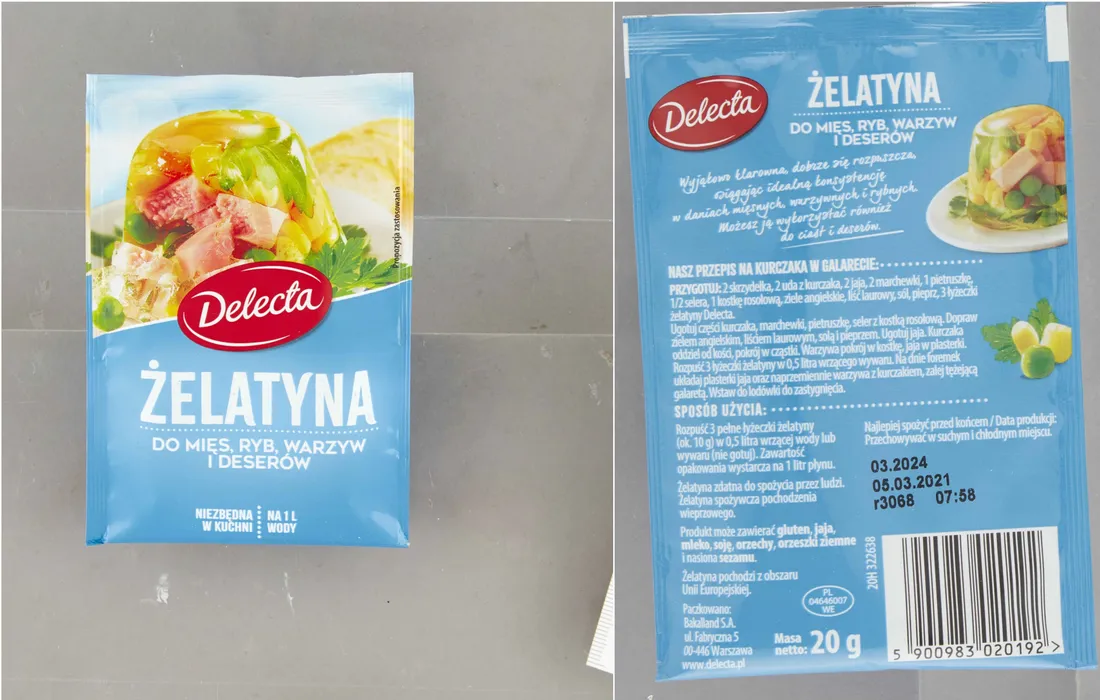 Propozycja zastosowania
Delecta
ŻELATYNA
DO MIĘS, RYB, WARZYW
I DESERÓW
NIEZBĘDNA
W KUCHNI
NA 1 L
WODY
Delecta
ŻELATYNA
DO MIĘS, RYB, WARZYW
I DESERÓW
Wyjątkowo klarowna, dobrze się rozpuszcza,
osiągając idealną konsystencję
w daniach mięsnych, warzywnych i rybnych.
Możesz ją wykorzystać również
do ciast i deserów.
NASZ PRZEPIS NA KURCZAKA W GALARECIE:
PRZYGOTUJ: 2 skrzydełka, 2 uda z kurczaka, 2 jaja, 2 marchewki, 1 pietruszkę,
1/2 selera, 1 kostkę rosołową, ziele angielskie, liść laurowy, sól, pieprz, 3 łyżeczki
żelatyny Delecta.
Ugotuj części kurczaka, marchewki, pietruszkę, seler z kostką rosołową. Dopraw
zielem angielskim, liściem laurowym, solą i pieprzem. Ugotuj jaja. Kurczaka
oddziel od kości, pokrój w cząstki. Warzywa pokrój w kostkę, jaja w plasterki.
Rozpuść 3 łyżeczki żelatyny w 0,5 litra wrzącego wywaru. Na dnie foremek
układaj plasterki jaja oraz naprzemiennie warzywa z kurczakiem, zalej tężejącą
galaretą. Wstaw do lodówki do zastygnięcia.
SPOSÓB UŻYCIA:
Rozpuść 3 pełne łyżeczki żelatyny
(ok. 10 g) w 0,5 litra wrzącej wody lub
wywaru (nie gotuj). Zawartość
opakowania wystarcza na 1 litr płynu.
Żelatyna zdatna do spożycia przez ludzi.
Żelatyna spożywcza pochodzenia
wieprzowego.
Produkt może zawierać gluten, jaja,
mleko, soję, orzechy, orzeszki ziemne
i nasiona sezamu.
Żelatyna pochodzi z obszaru
Unii Europejskiej.
Paczkowano:
Bakalland S.A.
ul. Fabryczna 5
00-446 Warszawa
www.delecta.pl
Najlepiej spożyć przed końcem / Data produkcji:
Przechowywać w suchym i chłodnym miejscu.
03.2024
05.03.2021
r3068 07:58
PL
04646007
WE
Masa
netto: 20 g
20H 322638
5 900983 020192 >